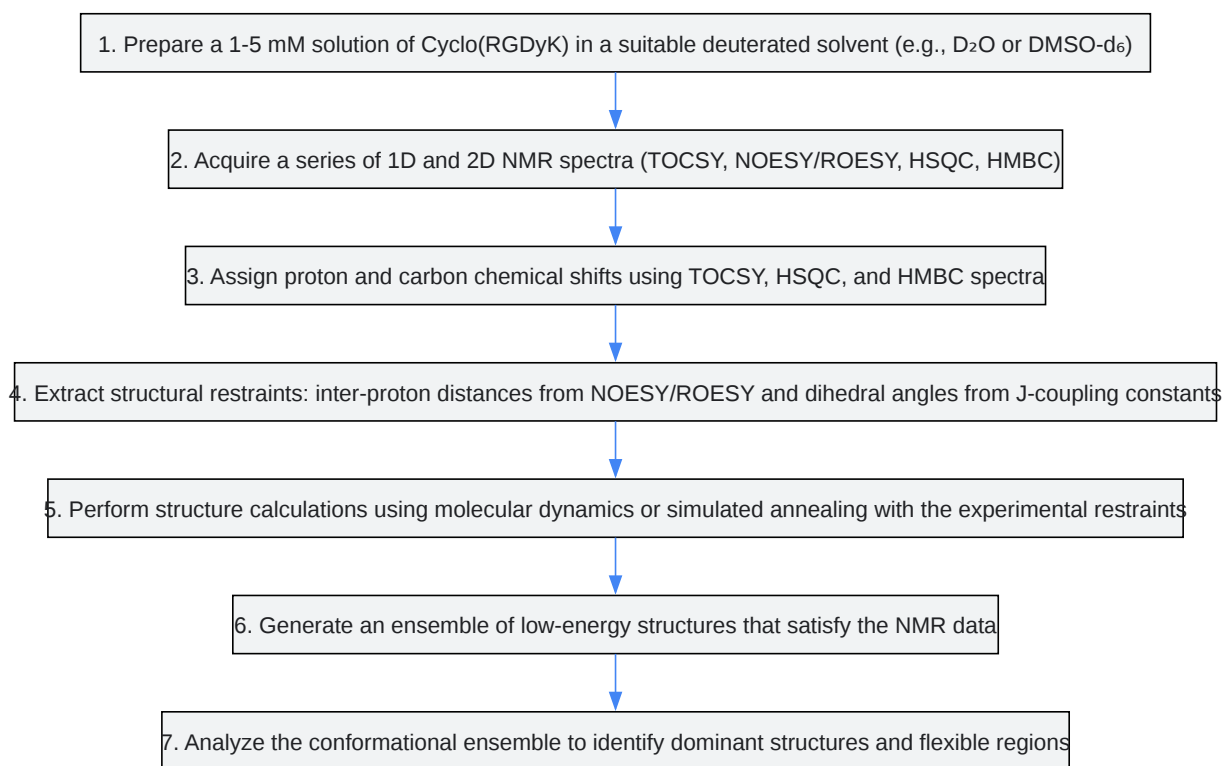 1. Prepare a 1-5 mM solution of Cyclo(RGDyK) in a suitable deuterated solvent (e.g., D₂O or DMSO-d₆)
2. Acquire a series of 1D and 2D NMR spectra (TOCSY, NOESY/ROESY, HSQC, HMBC)
3. Assign proton and carbon chemical shifts using TOCSY, HSQC, and HMBC spectra
4. Extract structural restraints: inter-proton distances from NOESY/ROESY and dihedral angles from J-coupling constants
5. Perform structure calculations using molecular dynamics or simulated annealing with the experimental restraints
6. Generate an ensemble of low-energy structures that satisfy the NMR data
7. Analyze the conformational ensemble to identify dominant structures and flexible regions